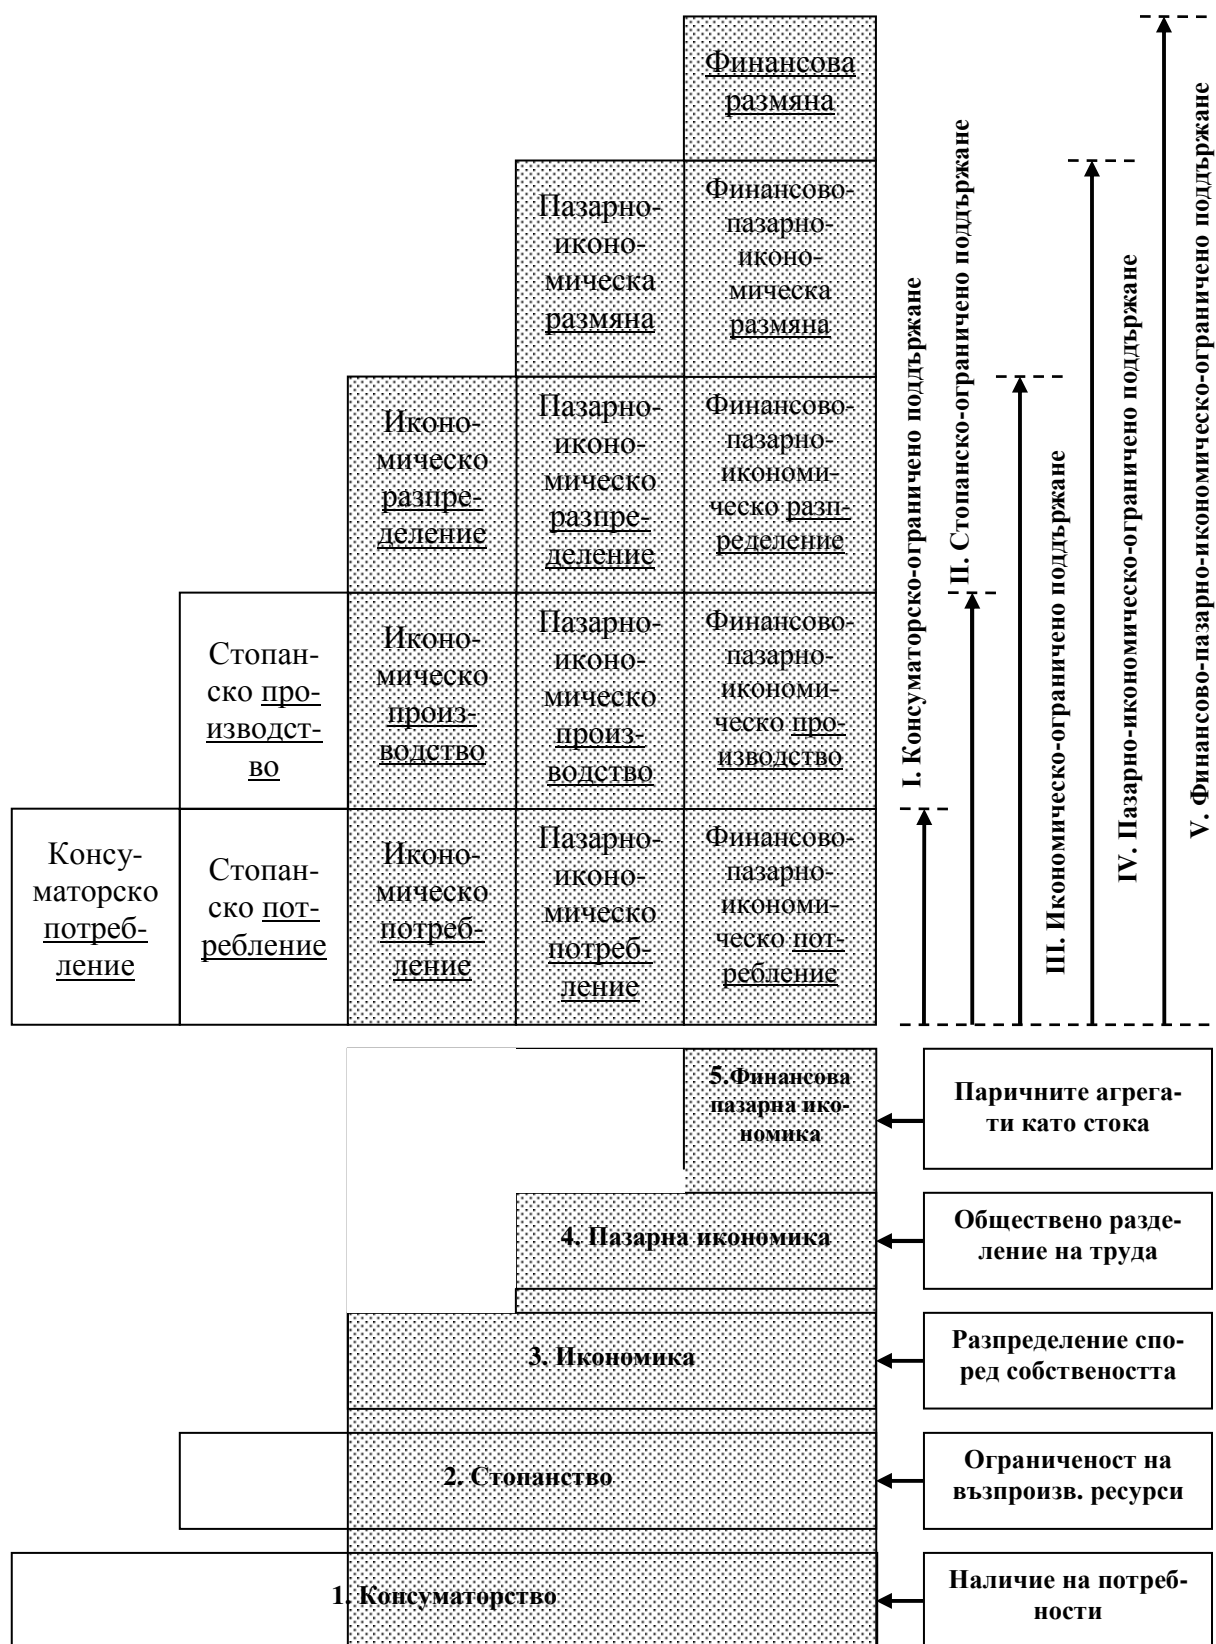 Финансова
размяна
Пазарно-
иконо-
мическа
размяна
Финансово-
пазарно-
иконо-
мическа
размяна
Иконо-
мическо
разпре-
деление
Пазарно-
иконо-
мическо
разпре-
деление
Финансово-
пазарно-
икономи-
ческо разп-
ределение
Стопан-
ско про-
изводст-
во
Иконо-
мическо
произ-
водство
Пазарно-
иконо-
мическо
произ-
водство
Финансово-
пазарно-
икономи-
ческо про-
изводство
Консу-
маторско
потреб-
ление
Стопан-
ско пот-
ребление
Иконо-
мическо
потреб-
ление
Пазарно-
иконо-
мическо
потреб-
ление
Финансово-
пазарно-
икономи-
ческо пот-
ребление
I. Консуматорско-ограничено поддържане
II. Стопанско-ограничено поддържане
III. Икономическо-ограничено поддържане
IV. Пазарно-икономическо-ограничено поддържане
V. Финансово-пазарно-икономическо-ограничено поддържане
5.Финансова
пазарна ико-
номика
Паричните агрега-
ти като стока
4. Пазарна икономика
Обществено разде-
ление на труда
3. Икономика
Разпределение спо-
ред собствеността
2. Стопанство
Ограниченост на
възпроизв. ресурси
1. Консуматорство
Наличие на потреб-
ности